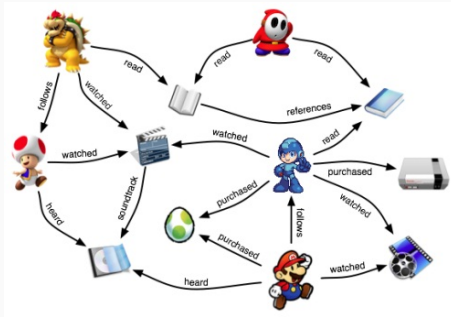 read
read
read
follows
watched
references
watched
read
watched
purchased
soundtrack
purchased
watched
heard
follows
purchased
heard
watched